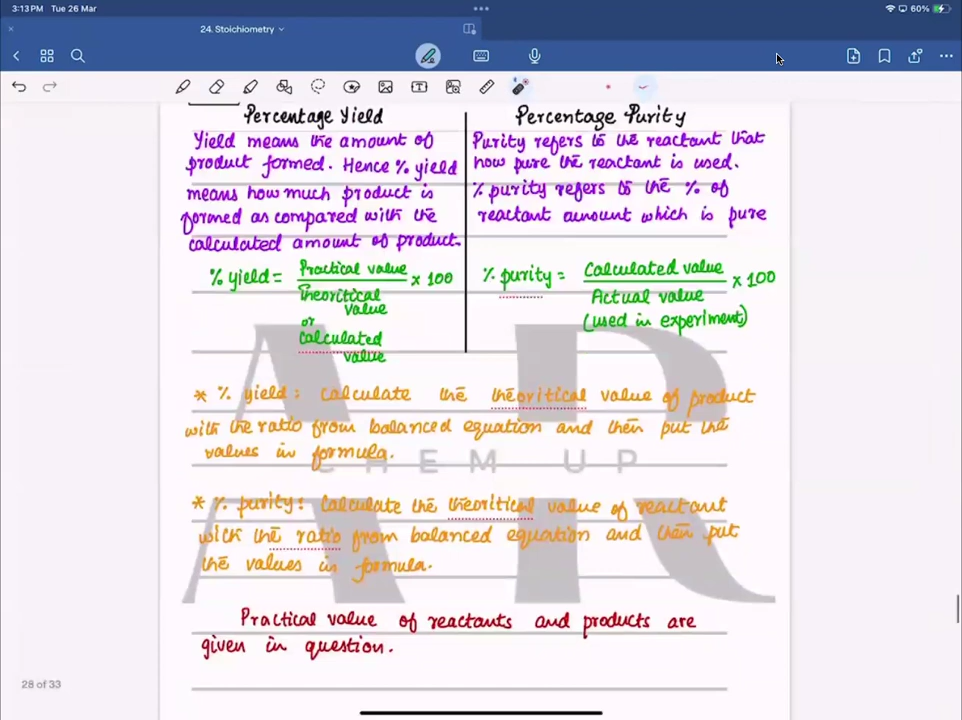 3:13 PM Tue 26 Mar
60%
24. Stoichiometry
Percentage Yield
Yield means the amount of
product formed. Hence % yield
means how much product is
formed as compared with the
calculated amount of product.
% yield = Practical value × 100
Theoritical
value
or
calculated
value
Percentage Purity
Purity refers to the reactant that
how pure the reactant is used.
% purity refers to the % of
reactant amount which is pure
% purity = Calculated value × 100
Actual value
(used in experiment)
* % yield : Calculate the theoritical value of product
with the ratio from balanced equation and then put the
values in formula.
* % purity : Calculate the theoritical value of reactant
with the ratio from balanced equation and then put
the values in formula.
Practical value of reactants and products are
given in question.
AR
CHEM UP
AR
28 of 33